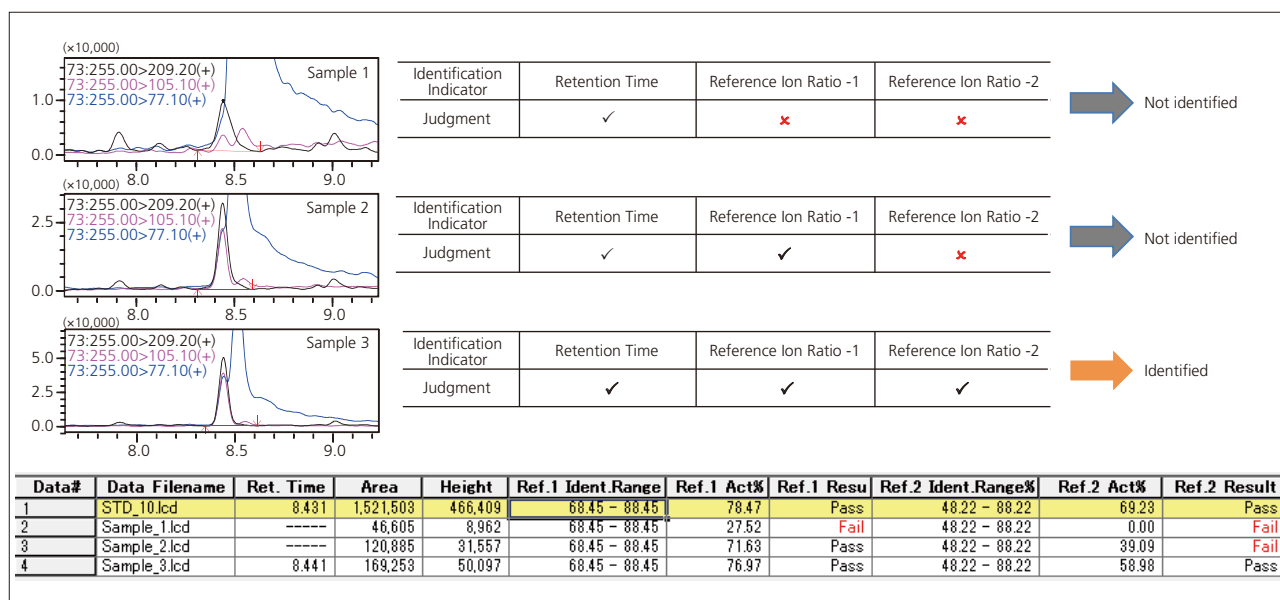 (×10,000)
73:255.00>209.20(+)
73:255.00>105.10(+)
73:255.00>77.10(+)
Sample 1
1.0
0.0
8.0 8.5 9.0
Identification Indicator Retention Time Reference Ion Ratio -1 Reference Ion Ratio -2
Judgment ✓ ✘ ✘
Not identified
(×10,000)
73:255.00>209.20(+)
73:255.00>105.10(+)
73:255.00>77.10(+)
Sample 2
2.5
0.0
8.0 8.5 9.0
Identification Indicator Retention Time Reference Ion Ratio -1 Reference Ion Ratio -2
Judgment ✓ ✓ ✘
Not identified
(×10,000)
73:255.00>209.20(+)
73:255.00>105.10(+)
73:255.00>77.10(+)
Sample 3
5.0
2.5
0.0
8.0 8.5 9.0
Identification Indicator Retention Time Reference Ion Ratio -1 Reference Ion Ratio -2
Judgment ✓ ✓ ✓
Identified
Data# Data Filename Ret. Time Area Height Ref.1 Ident.Range Ref.1 Act% Ref.1 Resu Ref.2 Ident.Range% Ref.2 Act% Ref.2 Result
1 STD_10.lcd 8.431 1,521,503 466,409 68.45 - 88.45 78.47 Pass 48.22 - 88.22 69.23 Pass
2 Sample_1.lcd ----- 46,605 8,962 68.45 - 88.45 27.52 Fail 48.22 - 88.22 0.00 Fail
3 Sample_2.lcd ----- 120,885 31,557 68.45 - 88.45 71.63 Pass 48.22 - 88.22 39.09 Fail
4 Sample_3.lcd 8.441 169,253 50,097 68.45 - 88.45 76.97 Pass 48.22 - 88.22 58.98 Pass